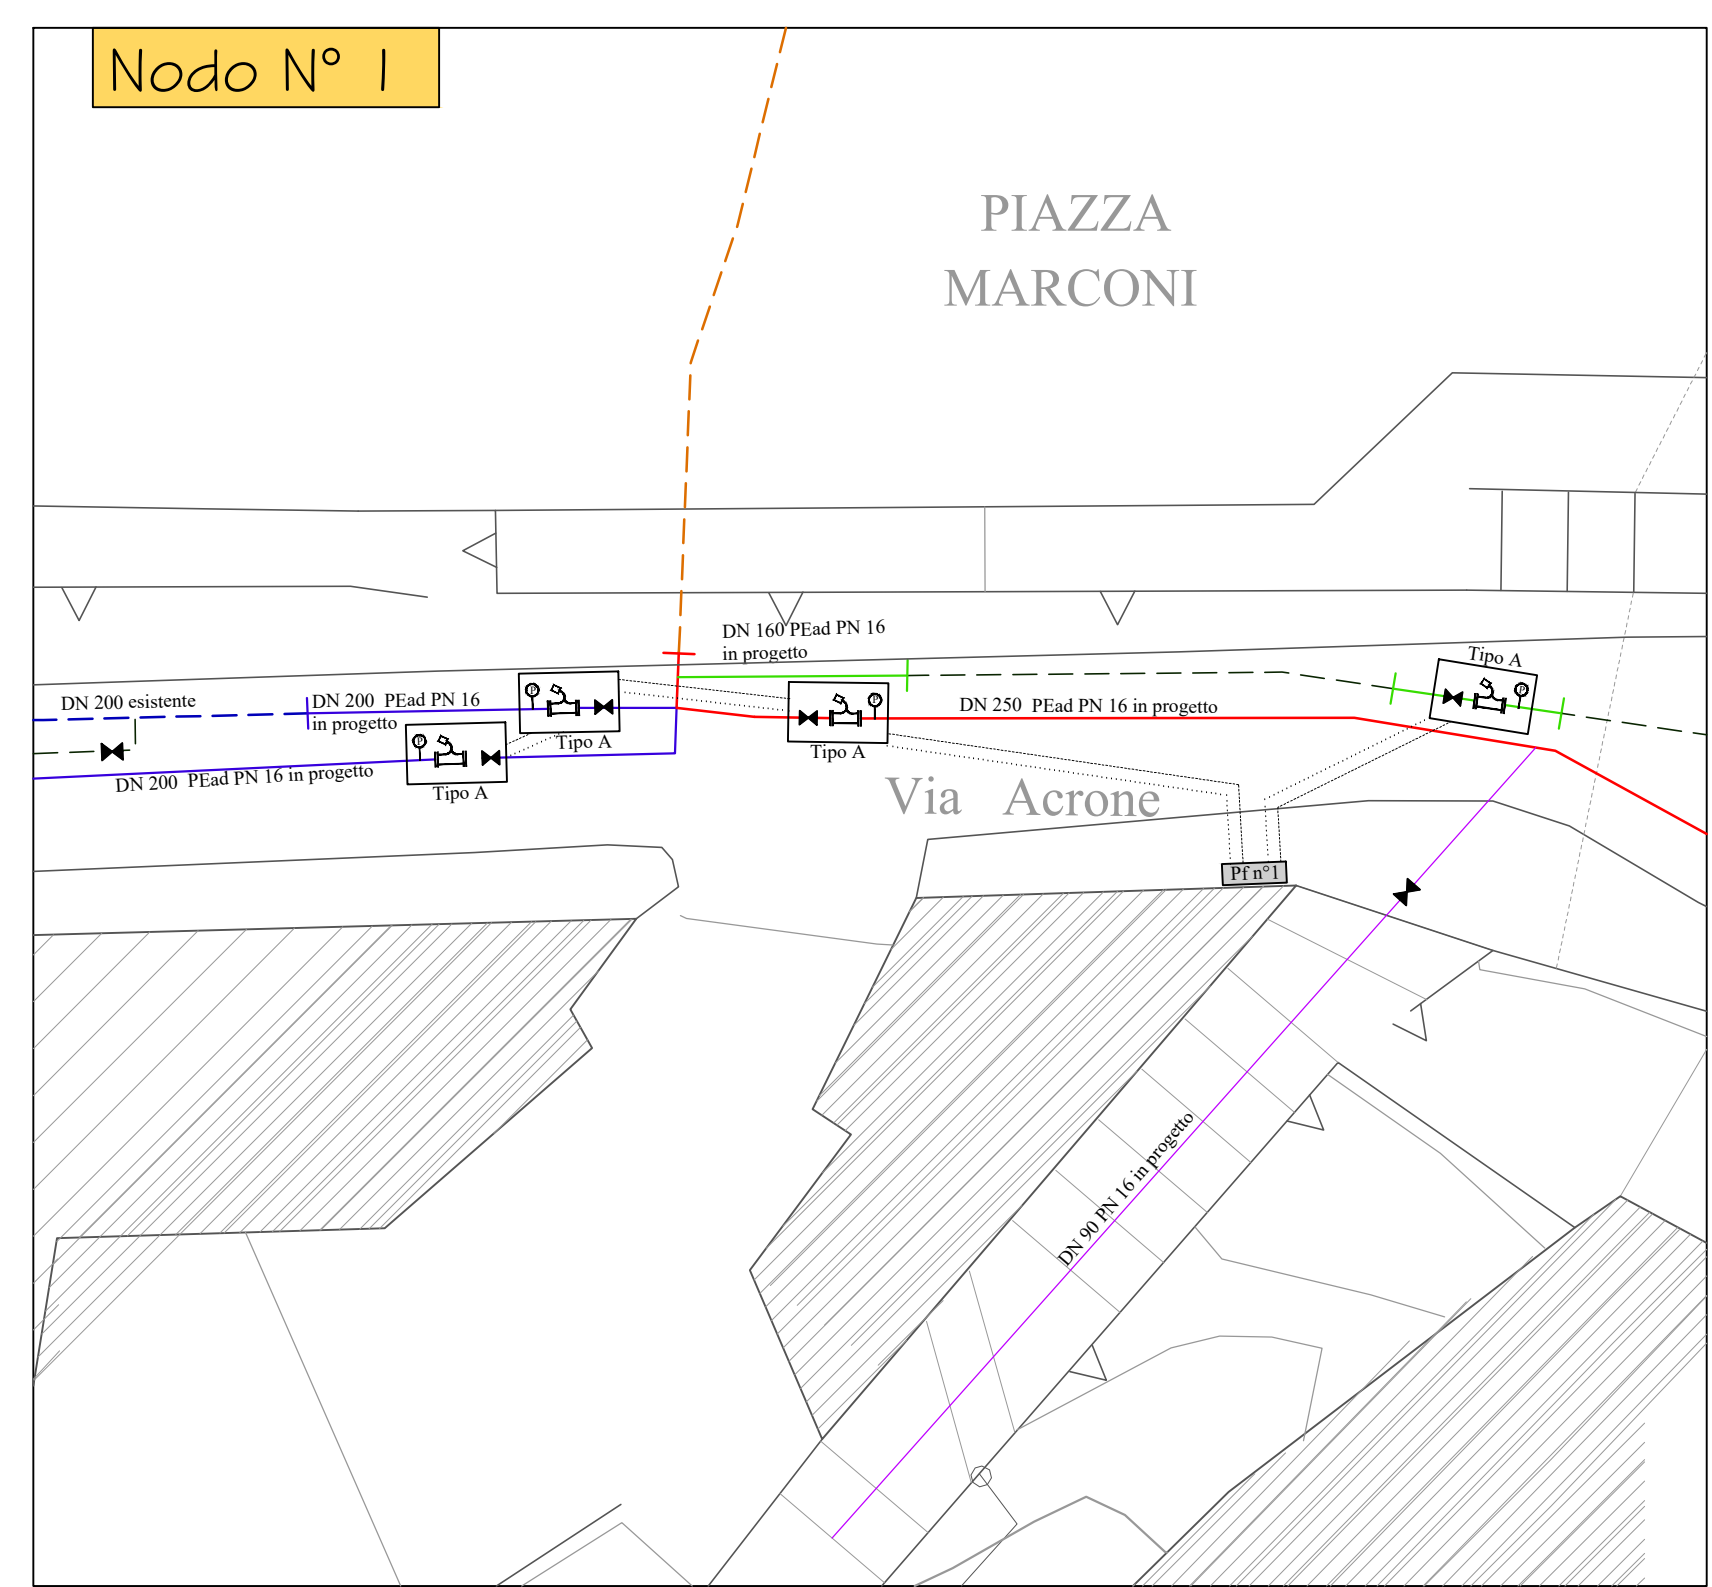 Nodo N° 1
PIAZZA
MARCONI
DN 160 PEad PN 16
in progetto
Tipo A
DN 200 esistente
DN 200 PEad PN 16
in progetto
P
P
P
DN 250 PEad PN 16 in progetto
Tipo A
P
Tipo A
DN 200 PEad PN 16 in progetto
Tipo A
Via Acrone
Pf n°1
DN 90 PN 16 in progetto